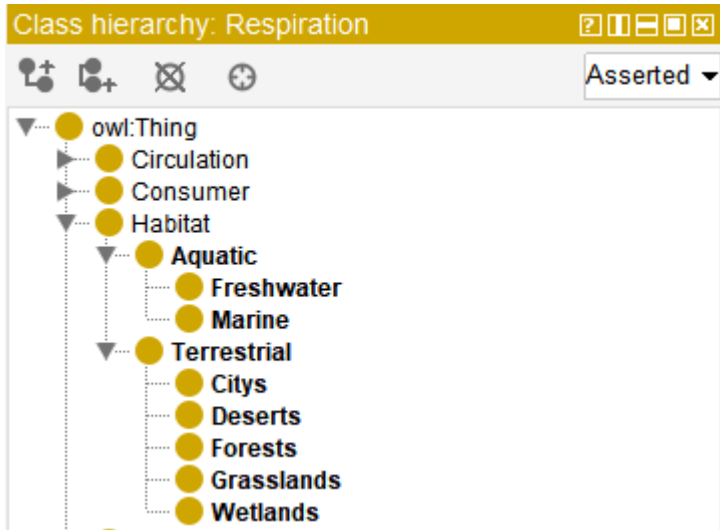 Class hierarchy: Respiration
Asserted
owl:Thing
Circulation
Consumer
Habitat
Aquatic
Freshwater
Marine
Terrestrial
Citys
Deserts
Forests
Grasslands
Wetlands